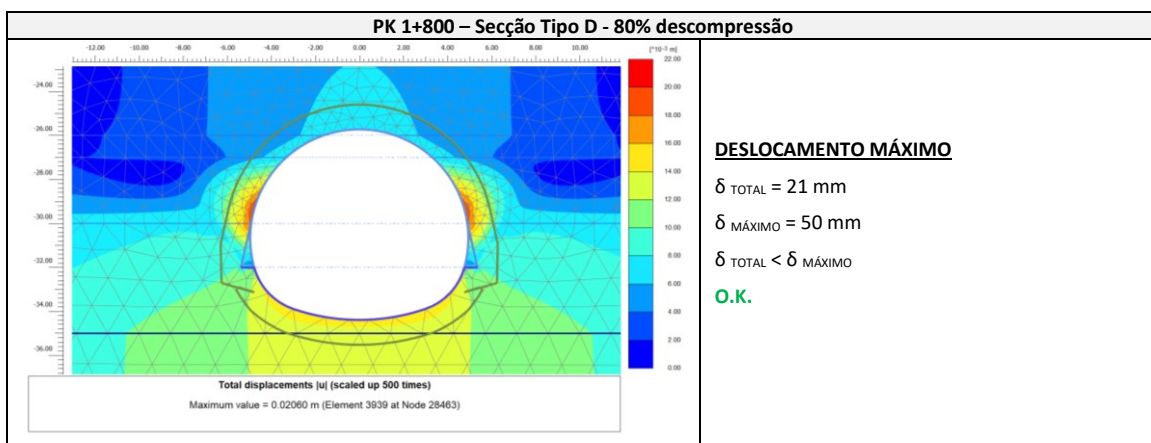 PK 1+800 – Secção Tipo D - 80% descompressão
-12.00 -10.00 -8.00 -6.00 -4.00 -2.00 0.00 2.00 4.00 6.00 8.00 10.00
[*10⁻³ m]
-24.00
-26.00
-28.00
-30.00
-32.00
-34.00
-36.00
22.00
20.00
18.00
16.00
14.00
12.00
10.00
8.00
6.00
4.00
2.00
0.00
Total displacements |u| (scaled up 500 times)
Maximum value = 0.02060 m (Element 3939 at Node 28463)
DESLOCAMENTO MÁXIMO
δ TOTAL = 21 mm
δ MÁXIMO = 50 mm
δ TOTAL < δ MÁXIMO
O.K.